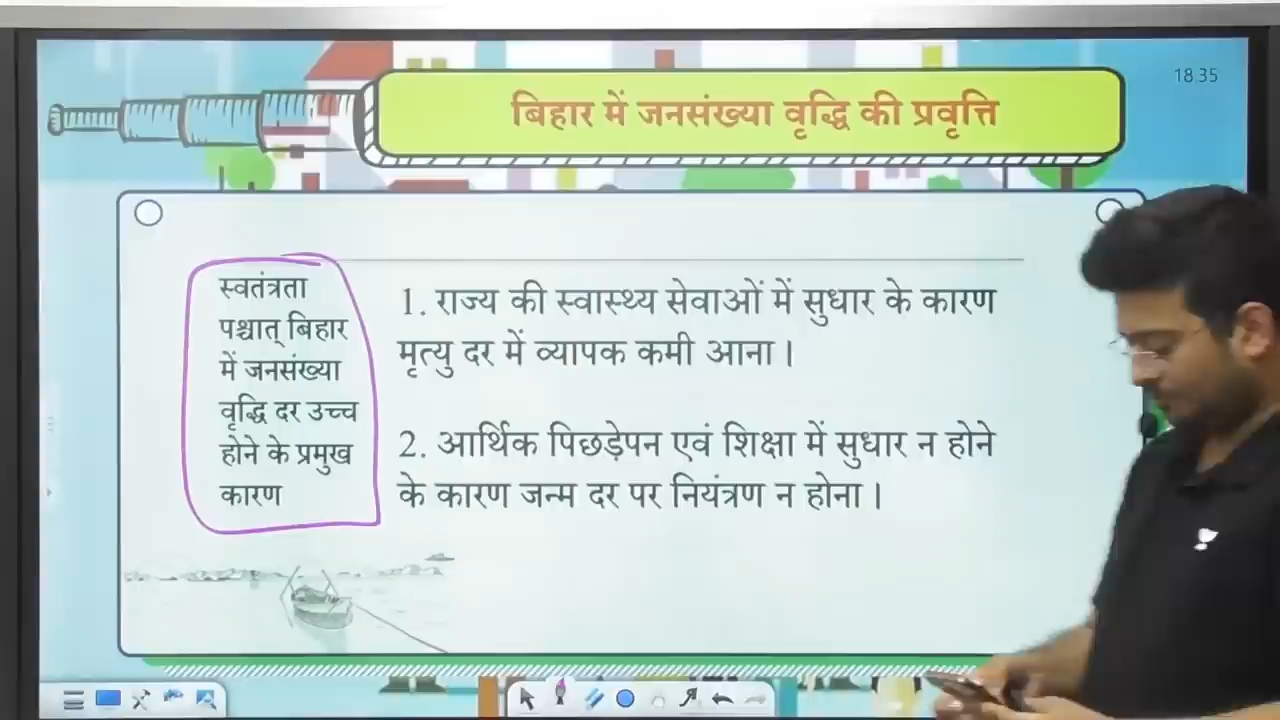 18 35
बिहार में जनसंख्या वृद्धि की प्रवृत्ति
स्वतंत्रता
पश्चात् बिहार
में जनसंख्या
वृद्धि दर उच्च
होने के प्रमुख
कारण
1. राज्य की स्वास्थ्य सेवाओं में सुधार के कारण
मृत्यु दर में व्यापक कमी आना।
2. आर्थिक पिछड़ेपन एवं शिक्षा में सुधार न होने
के कारण जन्म दर पर नियंत्रण न होना।